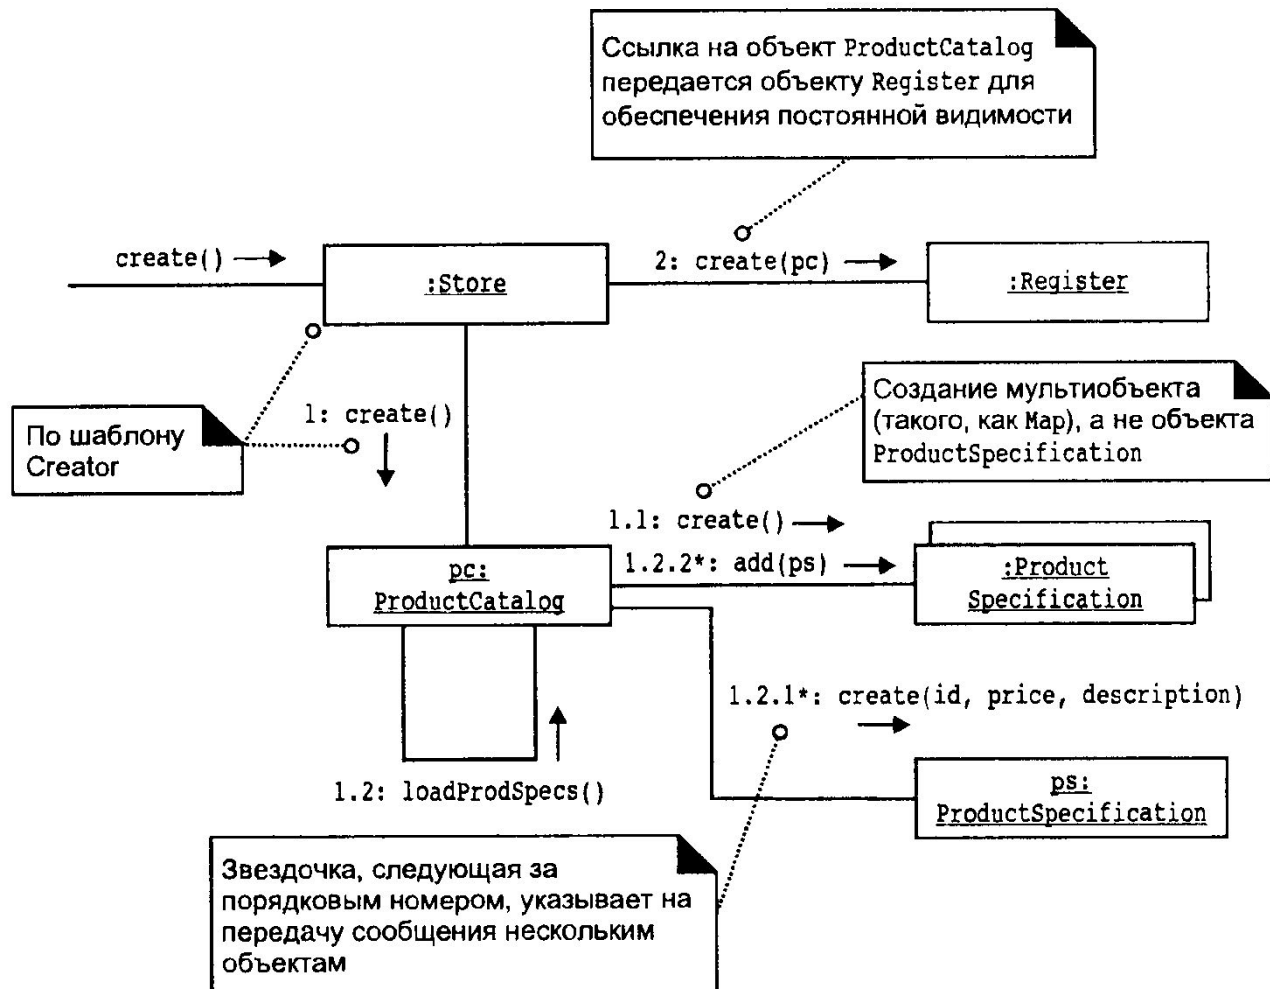 Ссылка на объект ProductCatalog
передается объекту Register для
обеспечения постоянной видимости
create()
2: create(pc)
:Store
:Register
По шаблону
Creator
1: create()
Создание мультиобъекта
(такого, как Map), а не объекта
ProductSpecification
1.1: create()
1.2.2*: add(ps)
pc:
ProductCatalog
:Product
Specification
1.2.1*: create(id, price, description)
1.2: loadProdSpecs()
ps:
ProductSpecification
Звездочка, следующая за
порядковым номером, указывает на
передачу сообщения нескольким
объектам